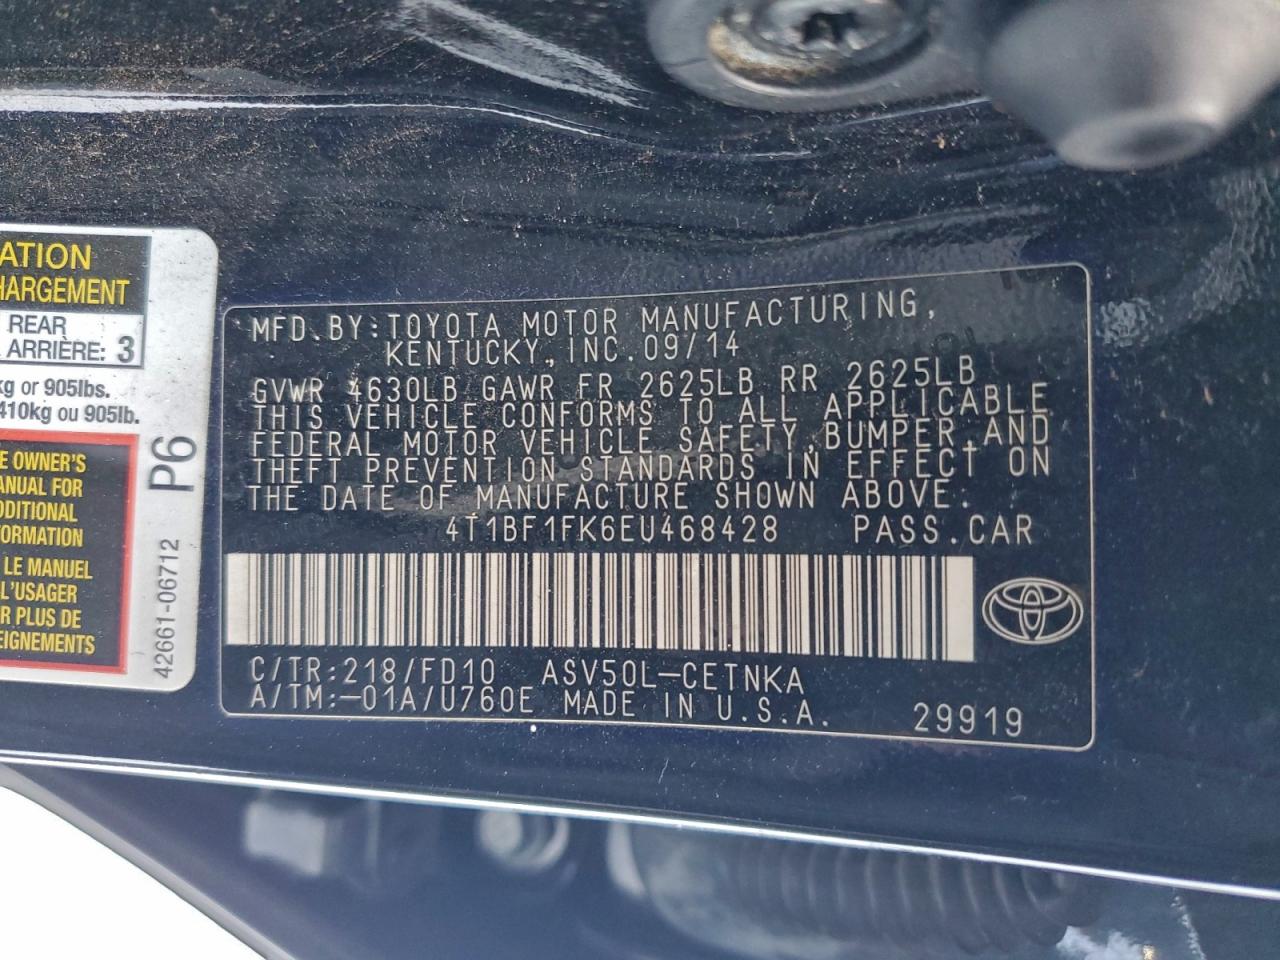 ATION
HARGEMENT
REAR
ARRIÈRE: 3
kg or 905lbs.
410kg ou 905lb.
E OWNER'S
ANUAL FOR
DDITIONAL
FORMATION
LE MANUEL
L'USAGER
R PLUS DE
EIGNEMENTS
P6
42661-06712
MFD.BY:TOYOTA MOTOR MANUFACTURING,
KENTUCKY,INC.09/14
GVWR 4630LB GAWR FR 2625LB RR 2625LB
THIS VEHICLE CONFORMS TO ALL APPLICABLE
FEDERAL MOTOR VEHICLE SAFETY,BUMPER,AND
THEFT PREVENTION STANDARDS IN EFFECT ON
THE DATE OF MANUFACTURE SHOWN ABOVE.
4T1BF1FK6EU468428 PASS.CAR
C/TR:218/FD10 ASV50L-CETNKA
A/TM:-01A/U760E MADE IN U.S.A. 29919